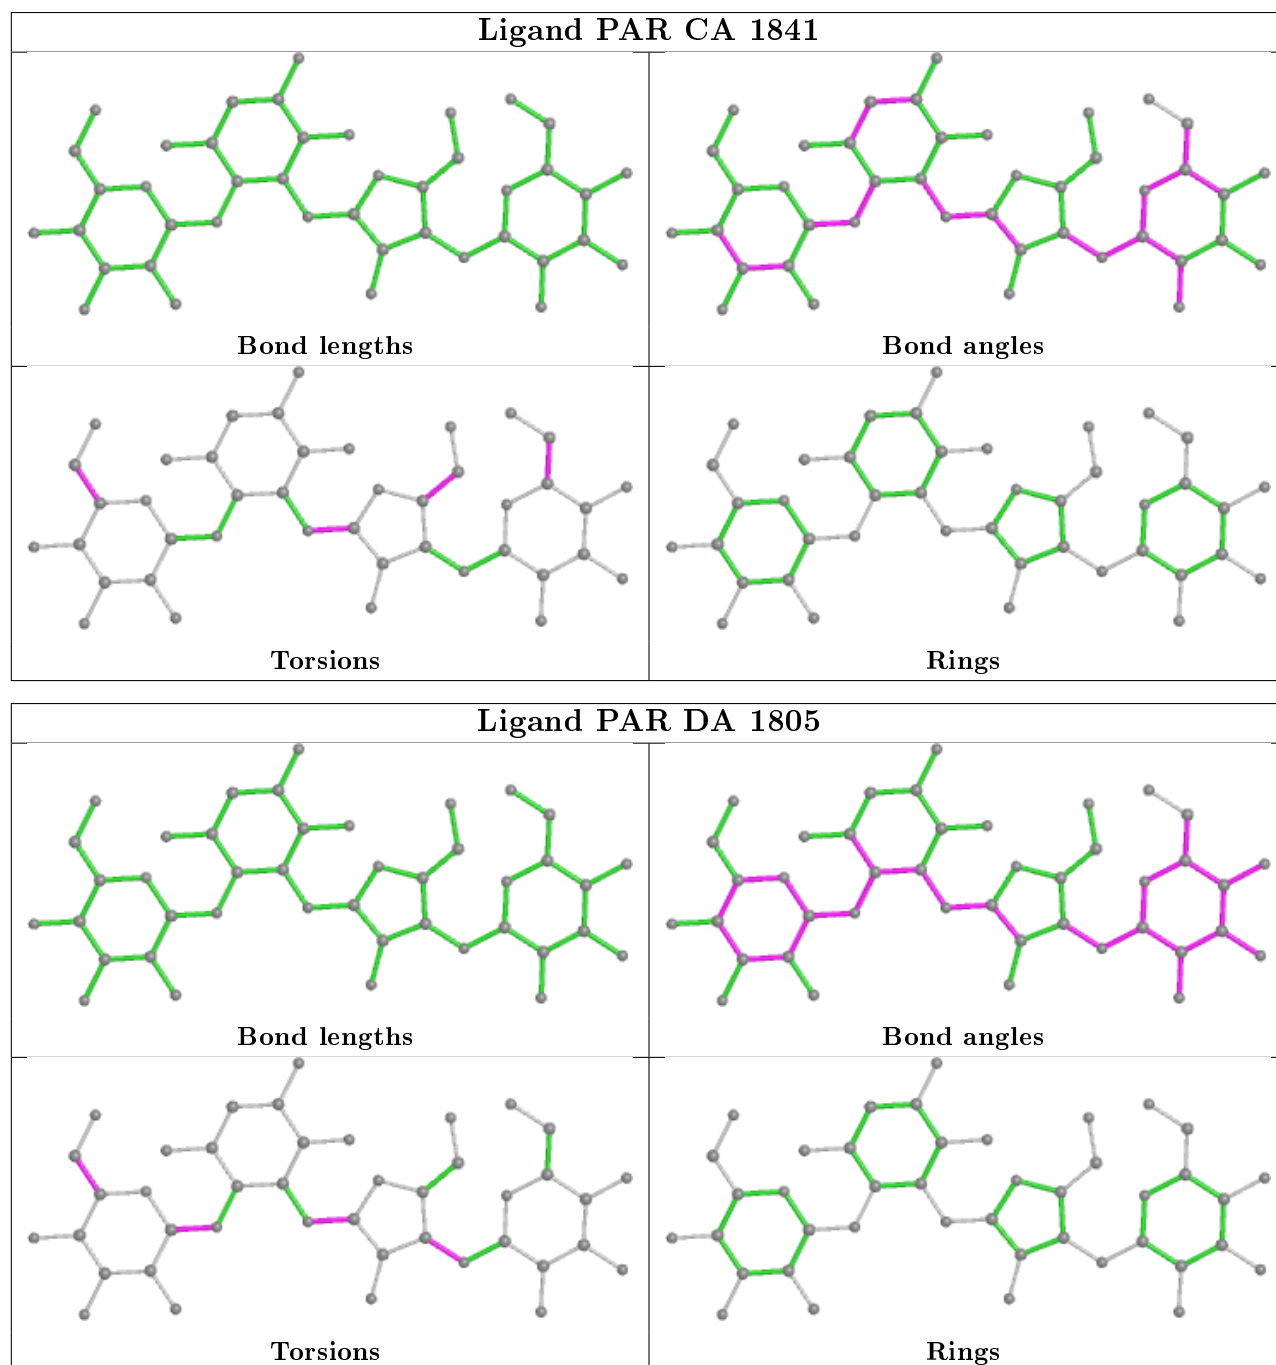 Ligand PAR CA 1841
Bond lengths
Bond angles
Torsions
Rings
Ligand PAR DA 1805
Bond lengths
Bond angles
Torsions
Rings